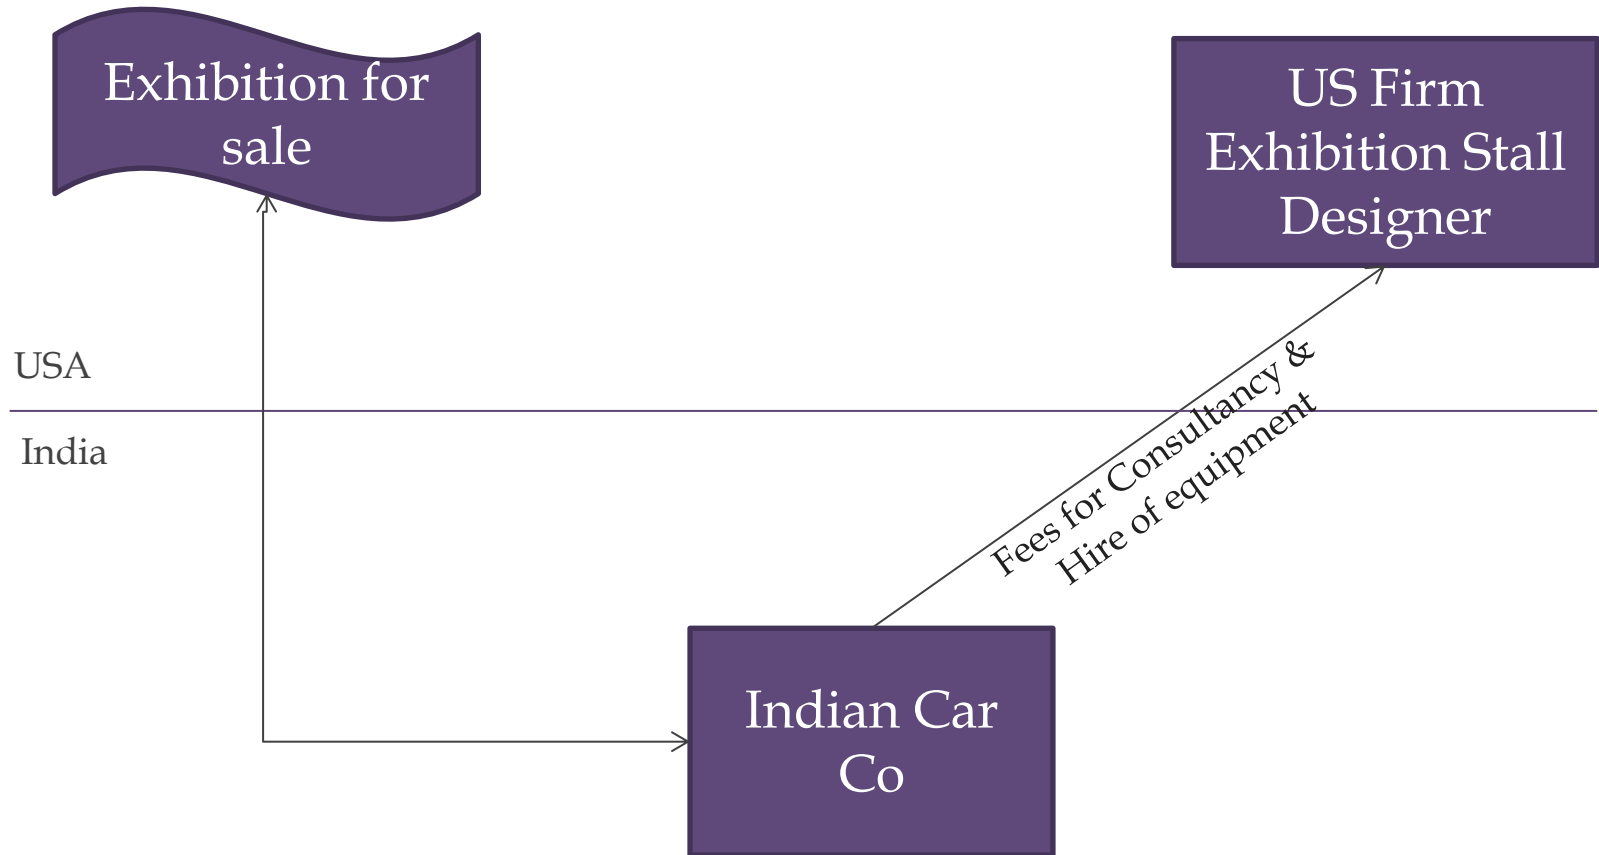 Exhibition for
sale
US Firm
Exhibition Stall
Designer
USA
India
Fees for Consultancy &
Hire of equipment
Indian Car
Co